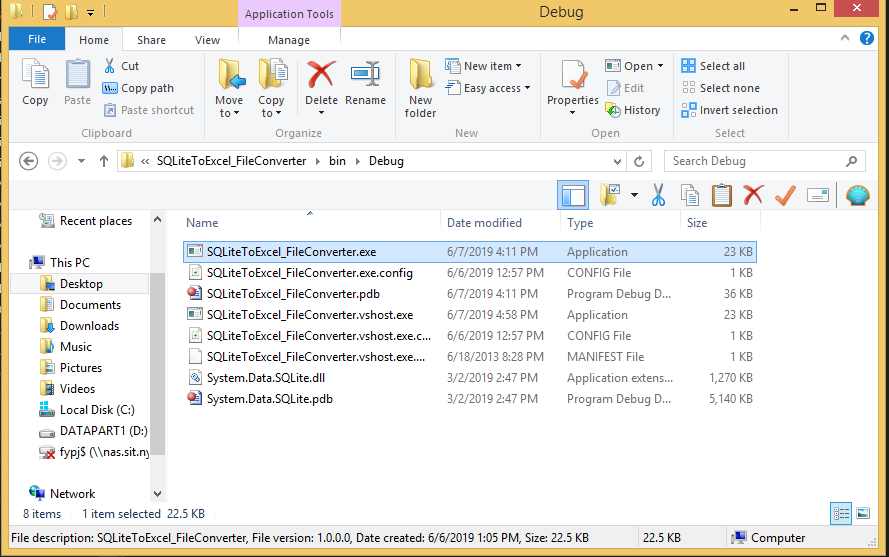 Application Tools
Debug
File
Home
Share
View
Manage
Copy
Paste
Cut
Copy path
Paste shortcut
Clipboard
Move to
Copy to
Delete
Rename
Organize
New folder
New item
Easy access
New
Properties
Open
Edit
History
Open
Select all
Select none
Invert selection
Select
« SQLiteToExcel_FileConverter bin Debug
Search Debug
Name Date modified Type Size
SQLiteToExcel_FileConverter.exe 6/7/2019 4:11 PM Application 23 KB
SQLiteToExcel_FileConverter.exe.config 6/6/2019 12:57 PM CONFIG File 1 KB
SQLiteToExcel_FileConverter.pdb 6/7/2019 4:11 PM Program Debug D... 36 KB
SQLiteToExcel_FileConverter.vshost.exe 6/7/2019 4:58 PM Application 23 KB
SQLiteToExcel_FileConverter.vshost.exe.c... 6/6/2019 12:57 PM CONFIG File 1 KB
SQLiteToExcel_FileConverter.vshost.exe.... 6/18/2013 8:28 PM MANIFEST File 1 KB
System.Data.SQLite.dll 3/2/2019 2:47 PM Application extens... 1,270 KB
System.Data.SQLite.pdb 3/2/2019 2:47 PM Program Debug D... 5,140 KB
Recent places
This PC
Desktop
Documents
Downloads
Music
Pictures
Videos
Local Disk (C:)
DATAPART1 (D:)
fypj$ (\\nas.sit.ny
Network
8 items 1 item selected 22.5 KB
File description: SQLiteToExcel_FileConverter, File version: 1.0.0.0, Date created: 6/6/2019 1:05 PM, Size: 22.5 KB 22.5 KB Computer